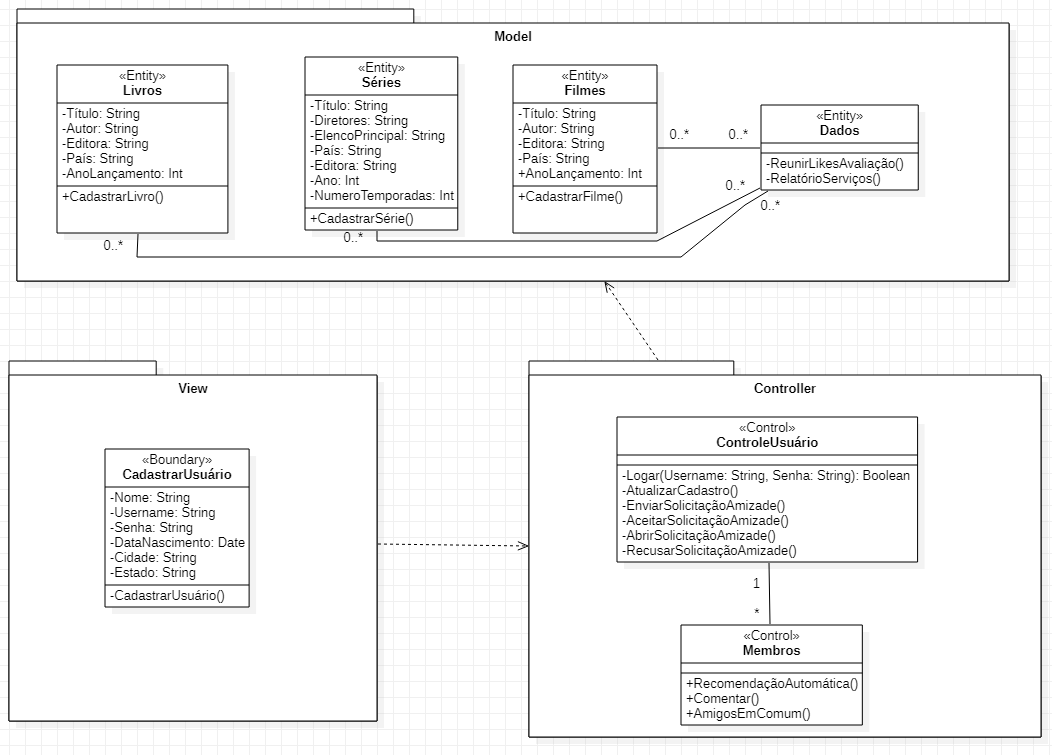 Model
«Entity»
Livros
-Título: String
-Autor: String
-Editora: String
-País: String
-AnoLançamento: Int
+CadastrarLivro()
0..*
«Entity»
Séries
-Título: String
-Diretores: String
-ElencoPrincipal: String
-País: String
-Editora: String
-Ano: Int
-NumeroTemporadas: Int
+CadastrarSérie()
0..*
«Entity»
Filmes
-Título: String
-Autor: String
-Editora: String
-País: String
+AnoLançamento: Int
+CadastrarFilme()
0..*
0..*
0..*
0..*
«Entity»
Dados
-ReunirLikesAvaliação()
-RelatórioServiços()
View
«Boundary»
CadastrarUsuário
-Nome: String
-Username: String
-Senha: String
-DataNascimento: Date
-Cidade: String
-Estado: String
-CadastrarUsuário()
Controller
«Control»
ControleUsuário
-Logar(Username: String, Senha: String): Boolean
-AtualizarCadastro()
-EnviarSolicitaçãoAmizade()
-AceitarSolicitaçãoAmizade()
-AbrirSolicitaçãoAmizade()
-RecusarSolicitaçãoAmizade()
1
*
«Control»
Membros
+RecomendaçãoAutomática()
+Comentar()
+AmigosEmComum()